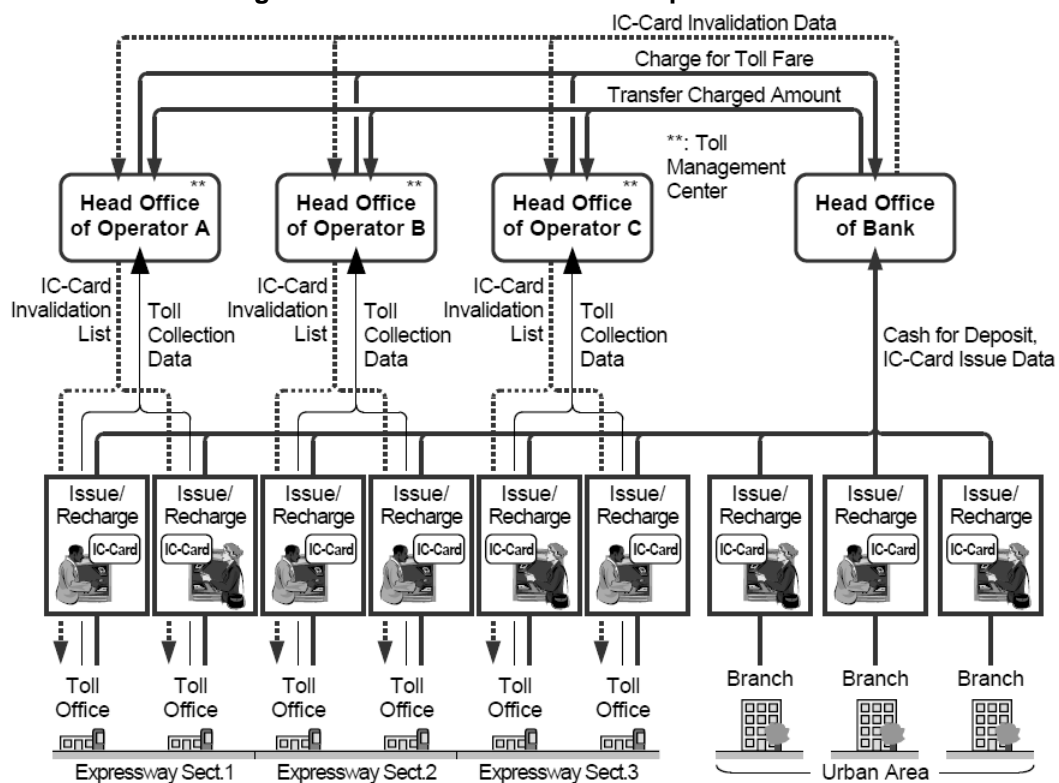 IC-Card Invalidation Data
Charge for Toll Fare
Transfer Charged Amount
**: Toll
Management
Center
**
Head Office
of Operator A
**
Head Office
of Operator B
**
Head Office
of Operator C
Head Office
of Bank
IC-Card
Invalidation
List
Toll
Collection
Data
IC-Card
Invalidation
List
Toll
Collection
Data
IC-Card
Invalidation
List
Toll
Collection
Data
Cash for Deposit,
IC-Card Issue Data
Issue/
Recharge
IC-Card
Issue/
Recharge
IC-Card
Issue/
Recharge
IC-Card
Issue/
Recharge
IC-Card
Issue/
Recharge
IC-Card
Issue/
Recharge
IC-Card
Issue/
Recharge
IC-Card
Issue/
Recharge
IC-Card
Issue/
Recharge
IC-Card
Toll
Office
Toll
Office
Toll
Office
Toll
Office
Toll
Office
Toll
Office
Branch
Branch
Branch
Expressway Sect.1
Expressway Sect.2
Expressway Sect.3
Urban Area